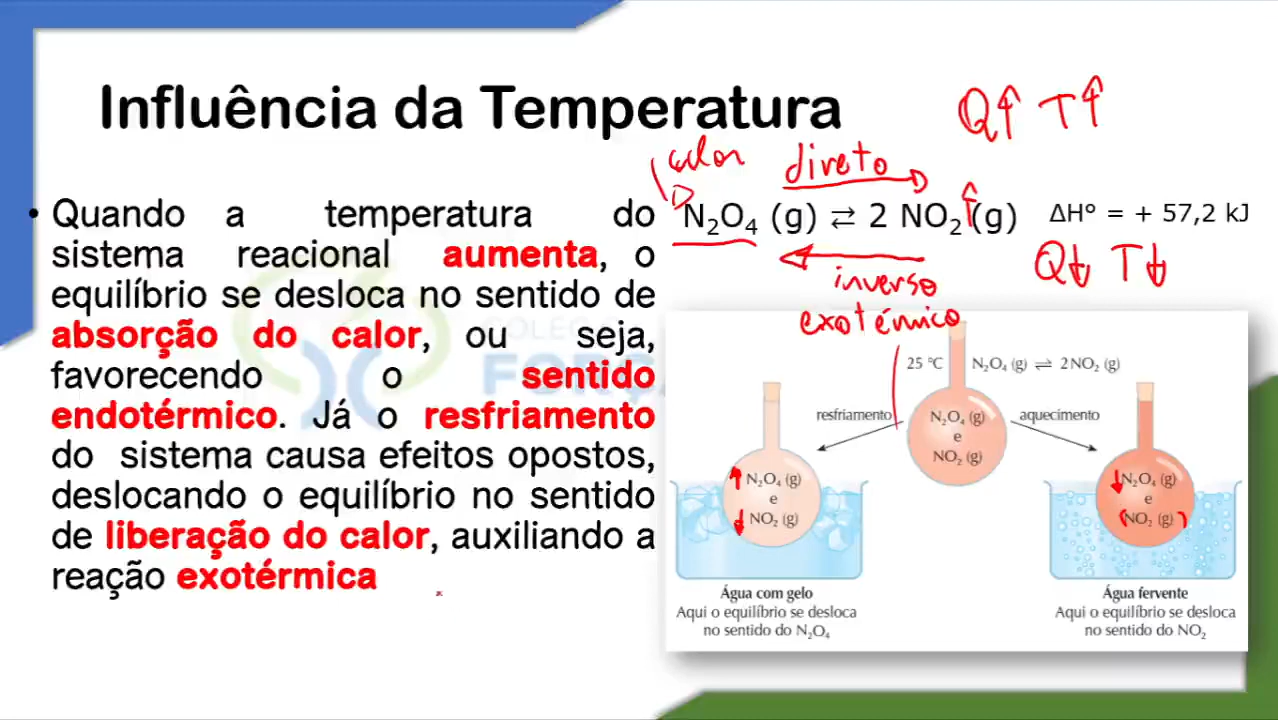 Influência da Temperatura
Q↑ T↑
calor
direto
• Quando a temperatura do
sistema reacional aumenta, o
equilíbrio se desloca no sentido de
absorção do calor, ou seja,
favorecendo o sentido
endotérmico. Já o resfriamento
do sistema causa efeitos opostos,
deslocando o equilíbrio no sentido
de liberação do calor, auxiliando a
reação exotérmica
N₂O₄ (g) ⇄ 2 NO₂ (g) ΔH° = + 57,2 kJ
Q↓ T↓
inverso
exotérmico
25 °C N₂O₄ (g) ⇌ 2 NO₂ (g)
resfriamento
aquecimento
N₂O₄ (g)
e
NO₂ (g)
↑ N₂O₄ (g)
e
↓ NO₂ (g)
↓ N₂O₄ (g)
e
NO₂ (g)
Água com gelo
Aqui o equilíbrio se desloca
no sentido do N₂O₄
Água fervente
Aqui o equilíbrio se desloca
no sentido do NO₂